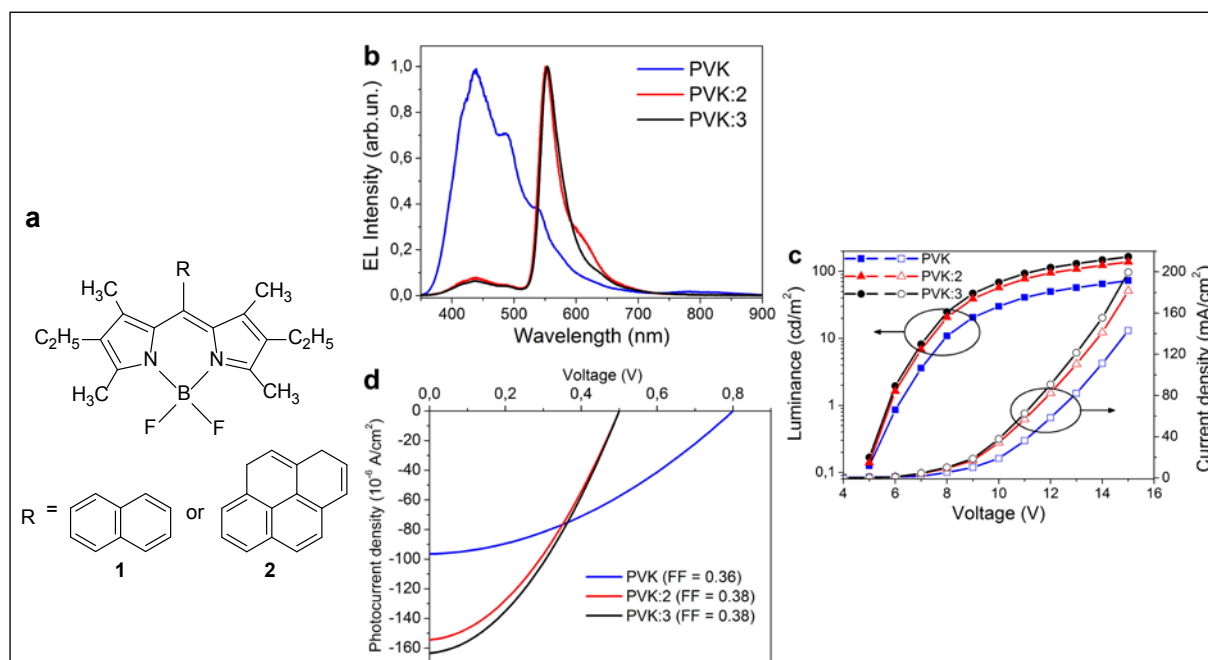 a
R
H₃C
CH₃
C₂H₅
C₂H₅
N
N
H₃C
B
CH₃
F
F
R = or
1
2
b
1,0
0,8
0,6
0,4
0,2
0,0
EL Intensity (arb.un.)
PVK
PVK:2
PVK:3
400 500 600 700 800 900
Wavelength (nm)
c
PVK
PVK:2
PVK:3
100
10
1
0,1
Luminance (cd/m²)
200
160
120
80
40
0
Current density (mA/cm²)
4 6 8 10 12 14 16
Voltage (V)
d
Voltage (V)
0,0 0,2 0,4 0,6 0,8
0
-20
-40
-60
-80
-100
-120
-140
-160
Photocurrent density (10⁻⁶ A/cm²)
PVK (FF = 0.36)
PVK:2 (FF = 0.38)
PVK:3 (FF = 0.38)